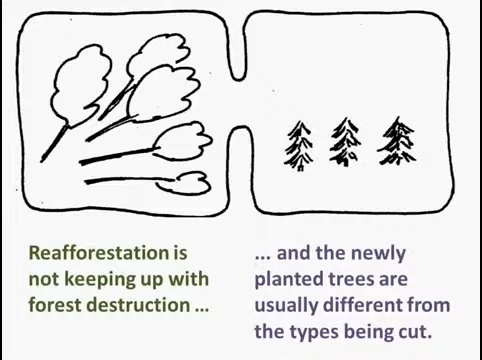 Reafforestation is
not keeping up with
forest destruction ...
... and the newly
planted trees are
usually different from
the types being cut.